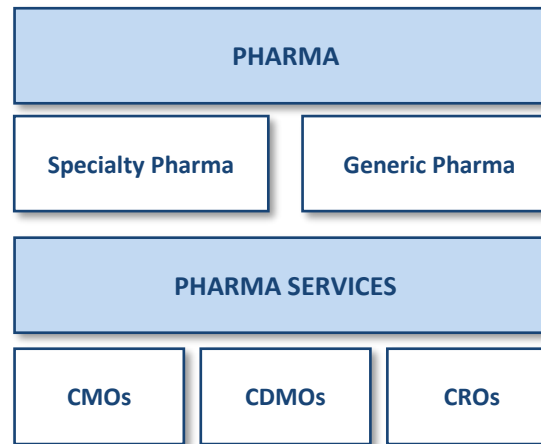 PHARMA
Specialty Pharma
Generic Pharma
PHARMA SERVICES
CMOs
CDMOs
CROs